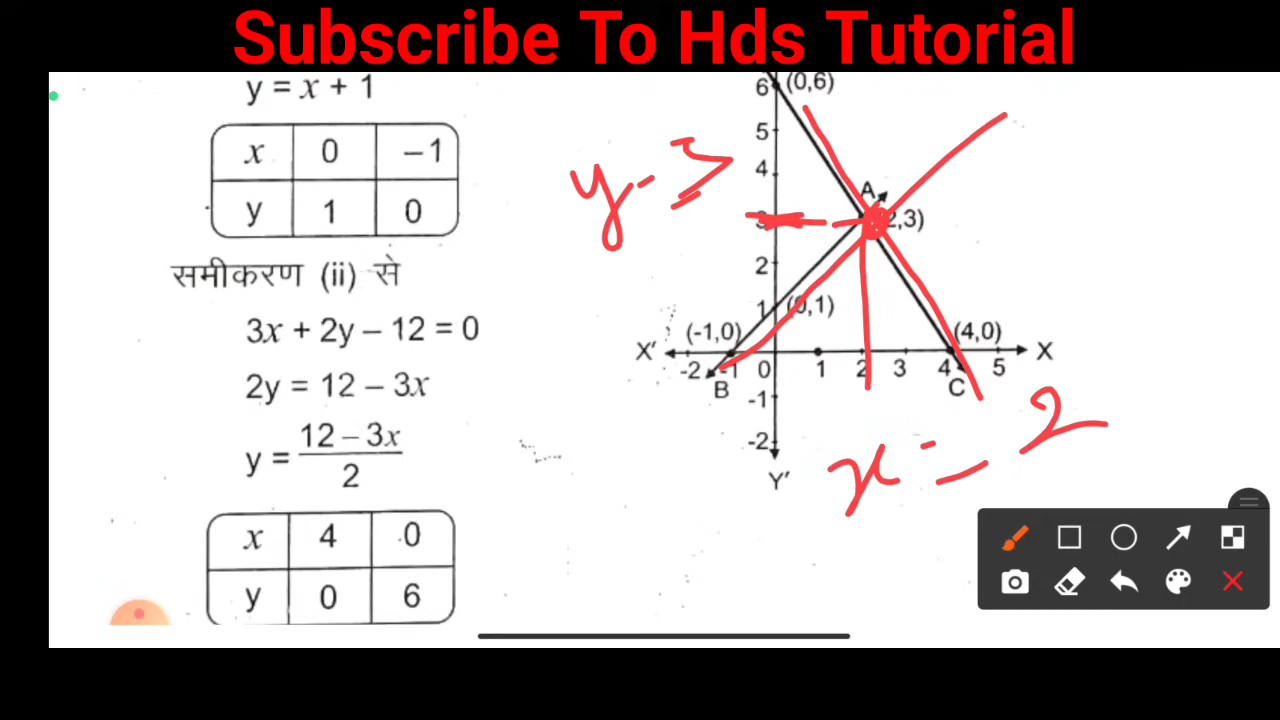 Subscribe To Hds Tutorial
y = x + 1
x 0 –1
y 1 0
समीकरण (ii) से
3x + 2y – 12 = 0
2y = 12 – 3x
y = 12 – 3x
2
x 4 0
y 0 6
6 (0,6)
5
4
A
3 2,3)
2
1 (0,1)
(-1,0) (4,0)
X′ -2 -1 0 1 2 3 4 5 X
B C
-1
-2
Y′
y - 3
x = 2